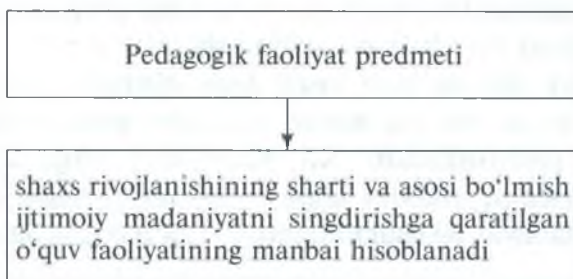 Pedagogik faoliyat predmeti
shaxs rivojlanishining sharti va asosi bo‘lmish
ijtimoiy madaniyatni singdirishga qaratilgan
o‘quv faoliyatining manbai hisoblanadi